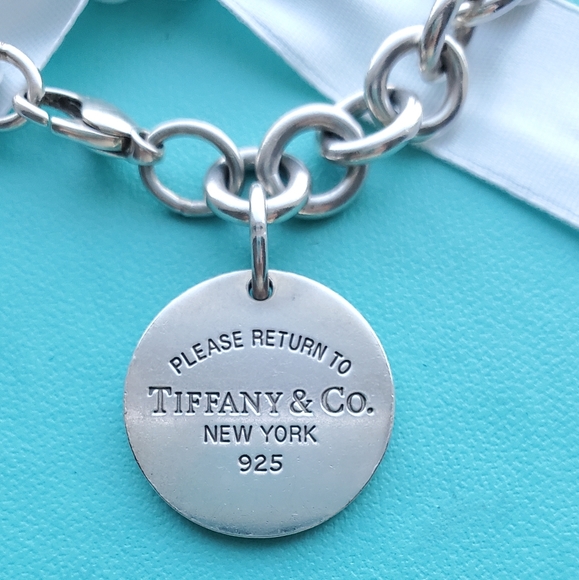 PLEASE RETURN TO
TIFFANY & CO.
NEW YORK
925